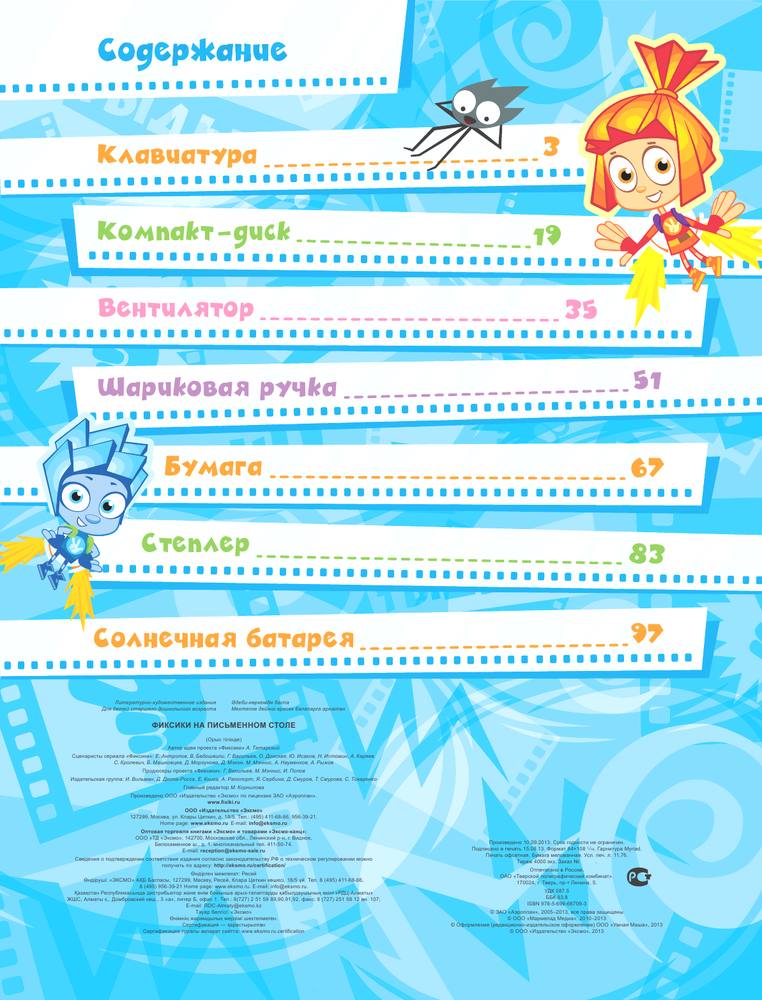 Содержание
Клавиатура 3
Компакт-диск 19
Вентилятор 35
Шариковая ручка 51
Бумага 67
Степлер 83
Солнечная батарея 97
Литературно-художественное издание
Для детей старшего дошкольного возраста
Әдеби-көркемдік баспа
Мектепке дейінгі ересек балаларға арналған
ФИКСИКИ НА ПИСЬМЕННОМ СТОЛЕ
(Орыс тілінде)
Автор идеи проекта «Фиксики» А. Татарский
Сценаристы сериала «Фиксики»: Е. Антропов, В. Бедошвили, Г. Васильев, О. Донская, Ю. Исаков, Н. Истомин, А. Каряев,
С. Кролевич, Б. Машковцев, Д. Моргунова, Д. Мэгон, М. Мэннис, А. Науменков, А. Рыжов
Продюсеры проекта «Фиксики»: Г. Васильев, М. Мэннис, И. Попов
Издательская группа: И. Вильман, Д. Делла-Росса, Е. Книга, А. Рапопорт, Я. Сербина, Д. Смуров, Т. Смурова, С. Токаренко
Главный редактор М. Корнилова
Произведено ООО «Издательство «Эксмо» по лицензии ЗАО «Аэроплан».
www.fixiki.ru
ООО «Издательство «Эксмо»
127299, Москва, ул. Клары Цеткин, д. 18/5. Тел.: (495) 411-68-86, 956-39-21.
Home page: www.eksmo.ru E-mail: info@eksmo.ru
Оптовая торговля книгами «Эксмо» и товарами «Эксмо-канц»:
ООО «ТД «Эксмо», 142700, Московская обл., Ленинский р-н, г. Видное,
Белокаменное ш., д. 1, многоканальный тел. 411-50-74.
E-mail: reception@eksmo-sale.ru
Сведения о подтверждении соответствия издания согласно законодательству РФ о техническом регулировании можно
получить по адресу: http://eksmo.ru/certification/
Өндірген мемлекет: Ресей
Өндіруші: «ЭКСМО» АҚБ Баспасы, 127299, Мәскеу, Ресей, Клара Цеткин көшесі, 18/5 үй. Тел. 8 (495) 411-68-86,
8 (495) 956-39-21 Home page: www.eksmo.ru. E-mail: info@eksmo.ru.
Қазақстан Республикасында дистрибьютор және өнім бойынша арыз-талаптарды қабылдаушының өкілі «РДЦ-Алматы»
ЖШС, Алматы қ., Домбровский көш., 3 «а», литер Б, офис 1. Тел.: 8(727) 2 51 59 89,90,91,92, факс: 8 (727) 251 58 12 вн. 107;
E-mail: RDC-Almaty@eksmo.kz
Тауар белгісі: «Эксмо»
Өнімнің жарамдылық мерзімі шектелмеген.
Сертификация — қарастырылған
Сертификация туралы ақпарат сайтта: www.eksmo.ru.certification
Произведено 10.09.2013. Срок годности не ограничен.
Подписано в печать 15.08.13. Формат 84×108 ¹/₁₆. Гарнитура Myriad.
Печать офсетная. Бумага мелованная. Усл. печ. л. 11,76.
Тираж 4000 экз. Заказ №
Отпечатано в России.
ОАО «Тверской полиграфический комбинат».
170024, г. Тверь, пр-т Ленина, 5.
РСТ
УДК 087.5
ББК 83.8
ISBN 978-5-699-66709-3
© ЗАО «Аэроплан», 2005–2013, все права защищены
© ООО «Мармелад Медиа», 2010–2013
© Оформление (редакционно-издательское оформление) ООО «Умная Маша», 2013
© ООО «Издательство «Эксмо», 2013